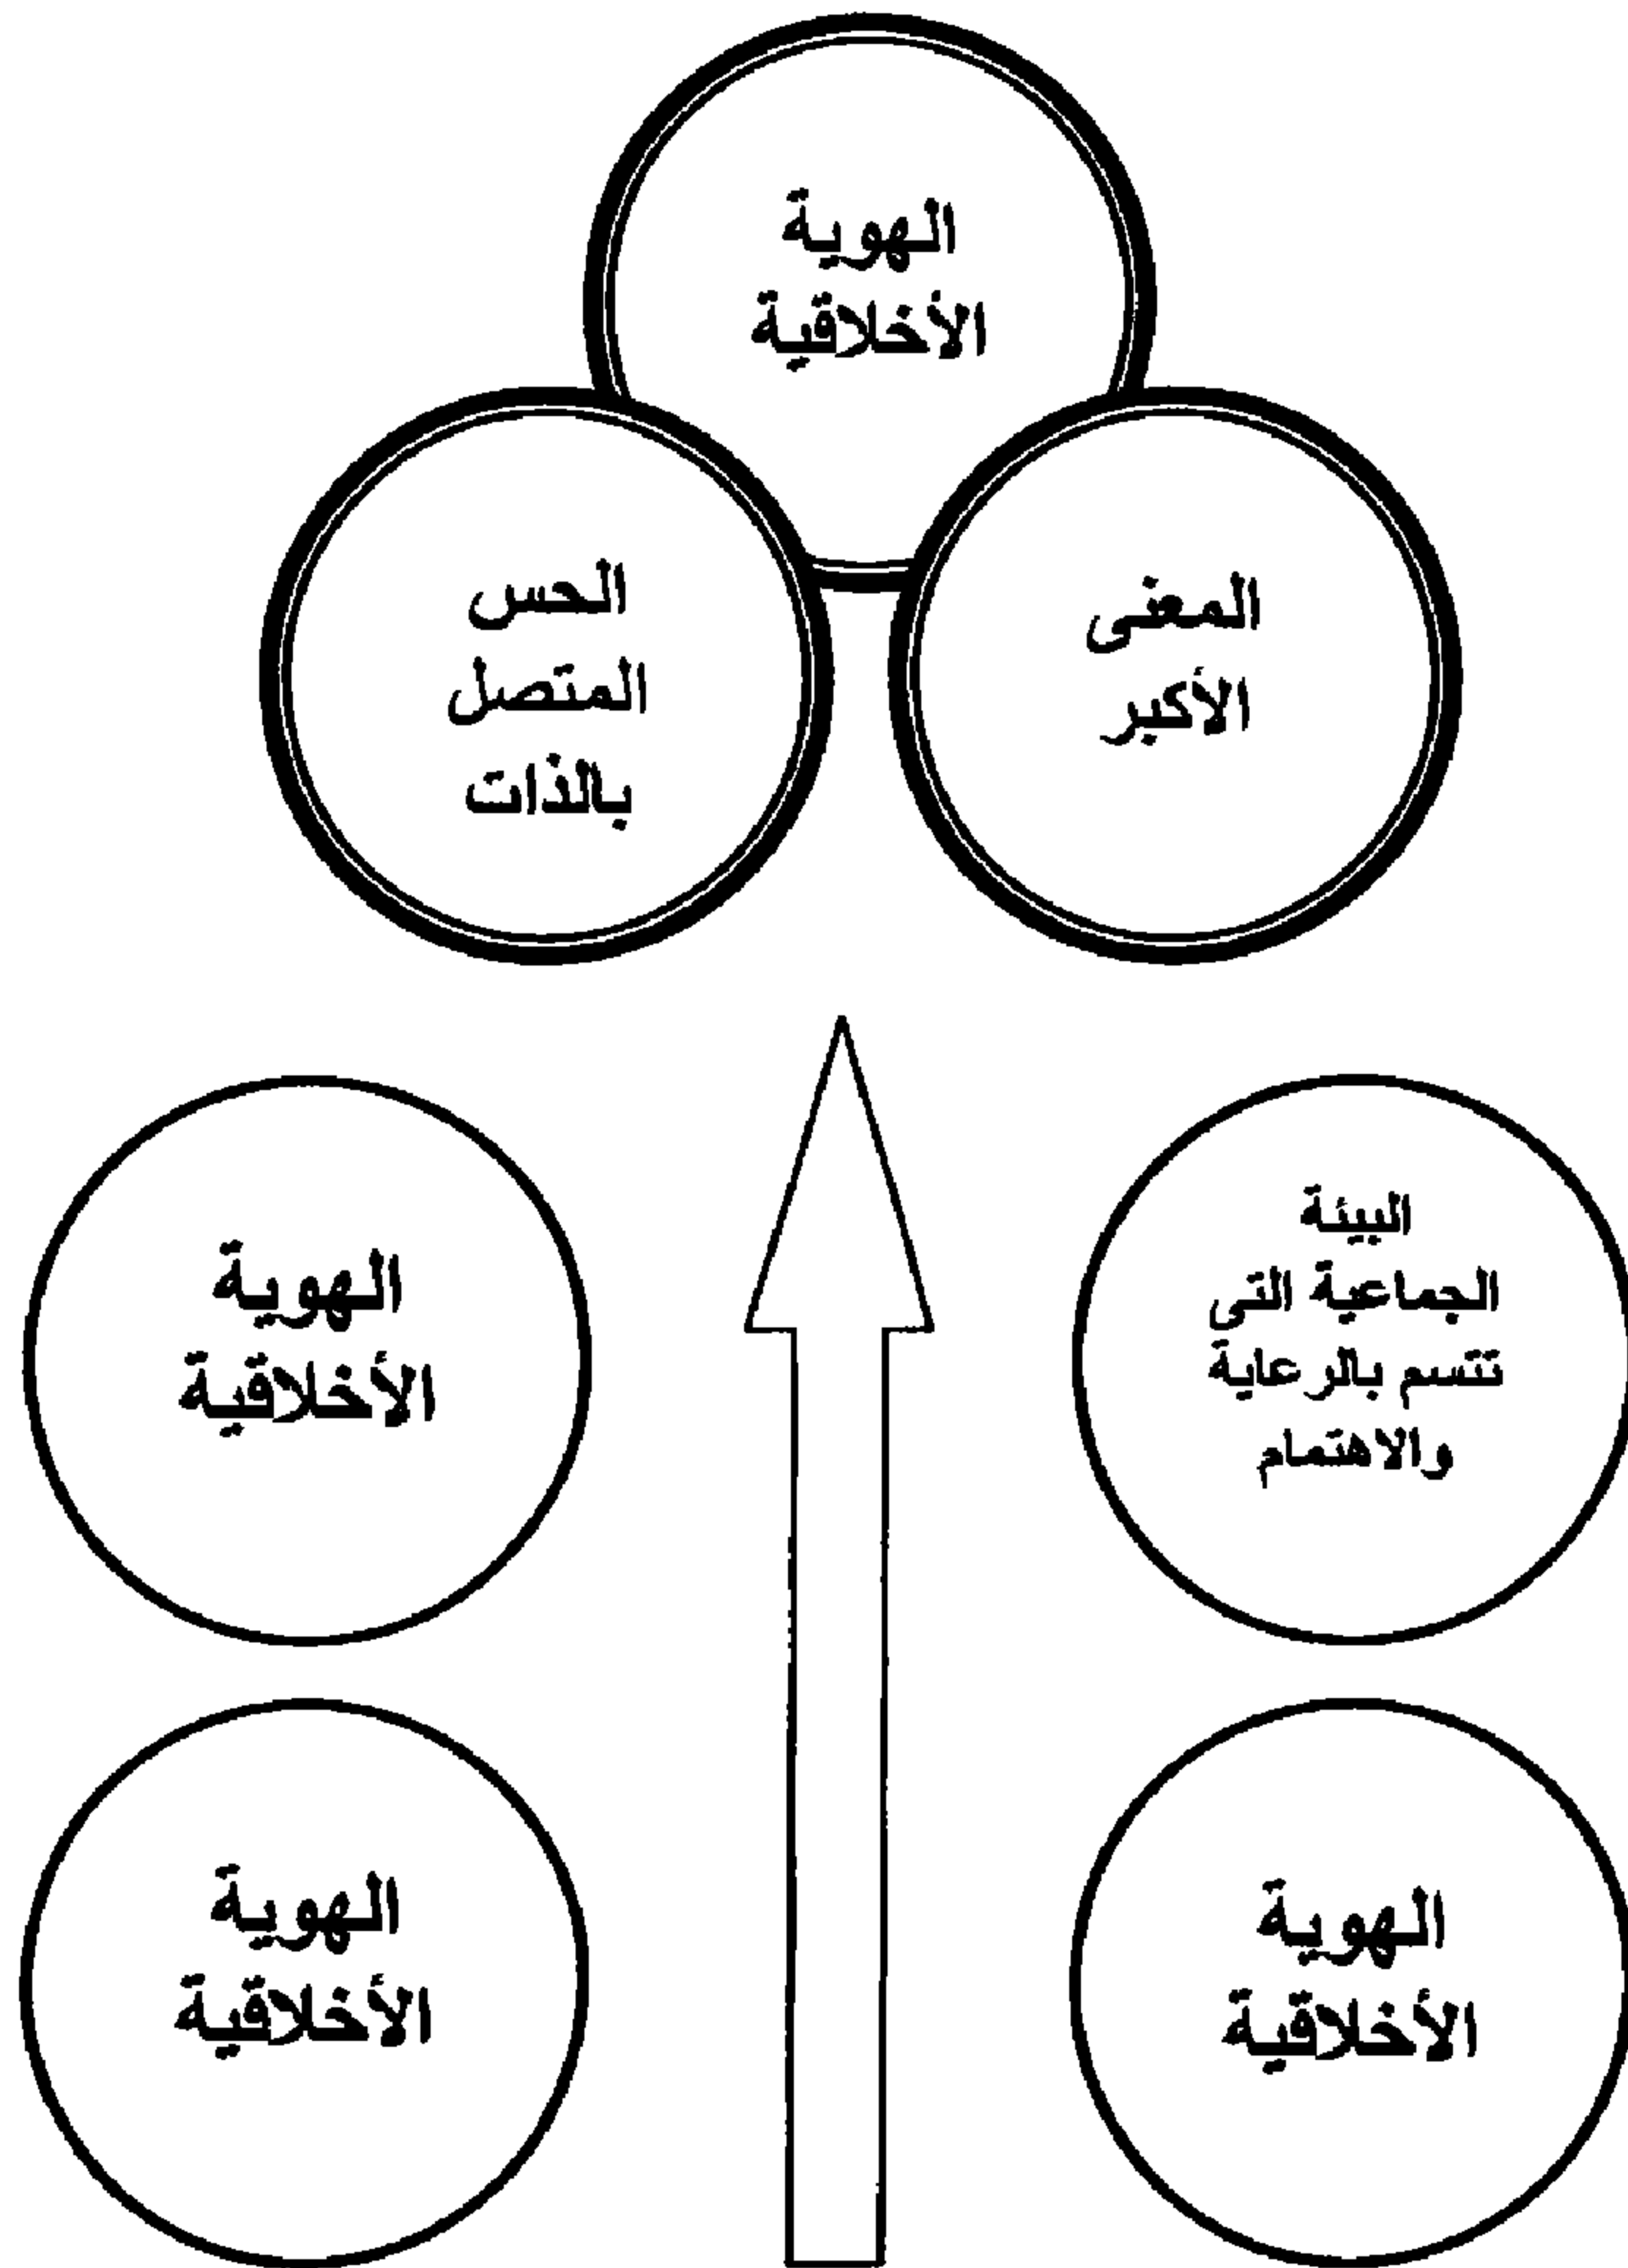 الهوية
الأخلاقية
المعنى
الأكبر
الحس
المتصل
بالذات
البيئة
الجماعية التى
تتسم بالرعاية
والاهتمام
الهوية
الأخلاقية
الهوية
الأخلاقية
الهوية
الأخلاقية